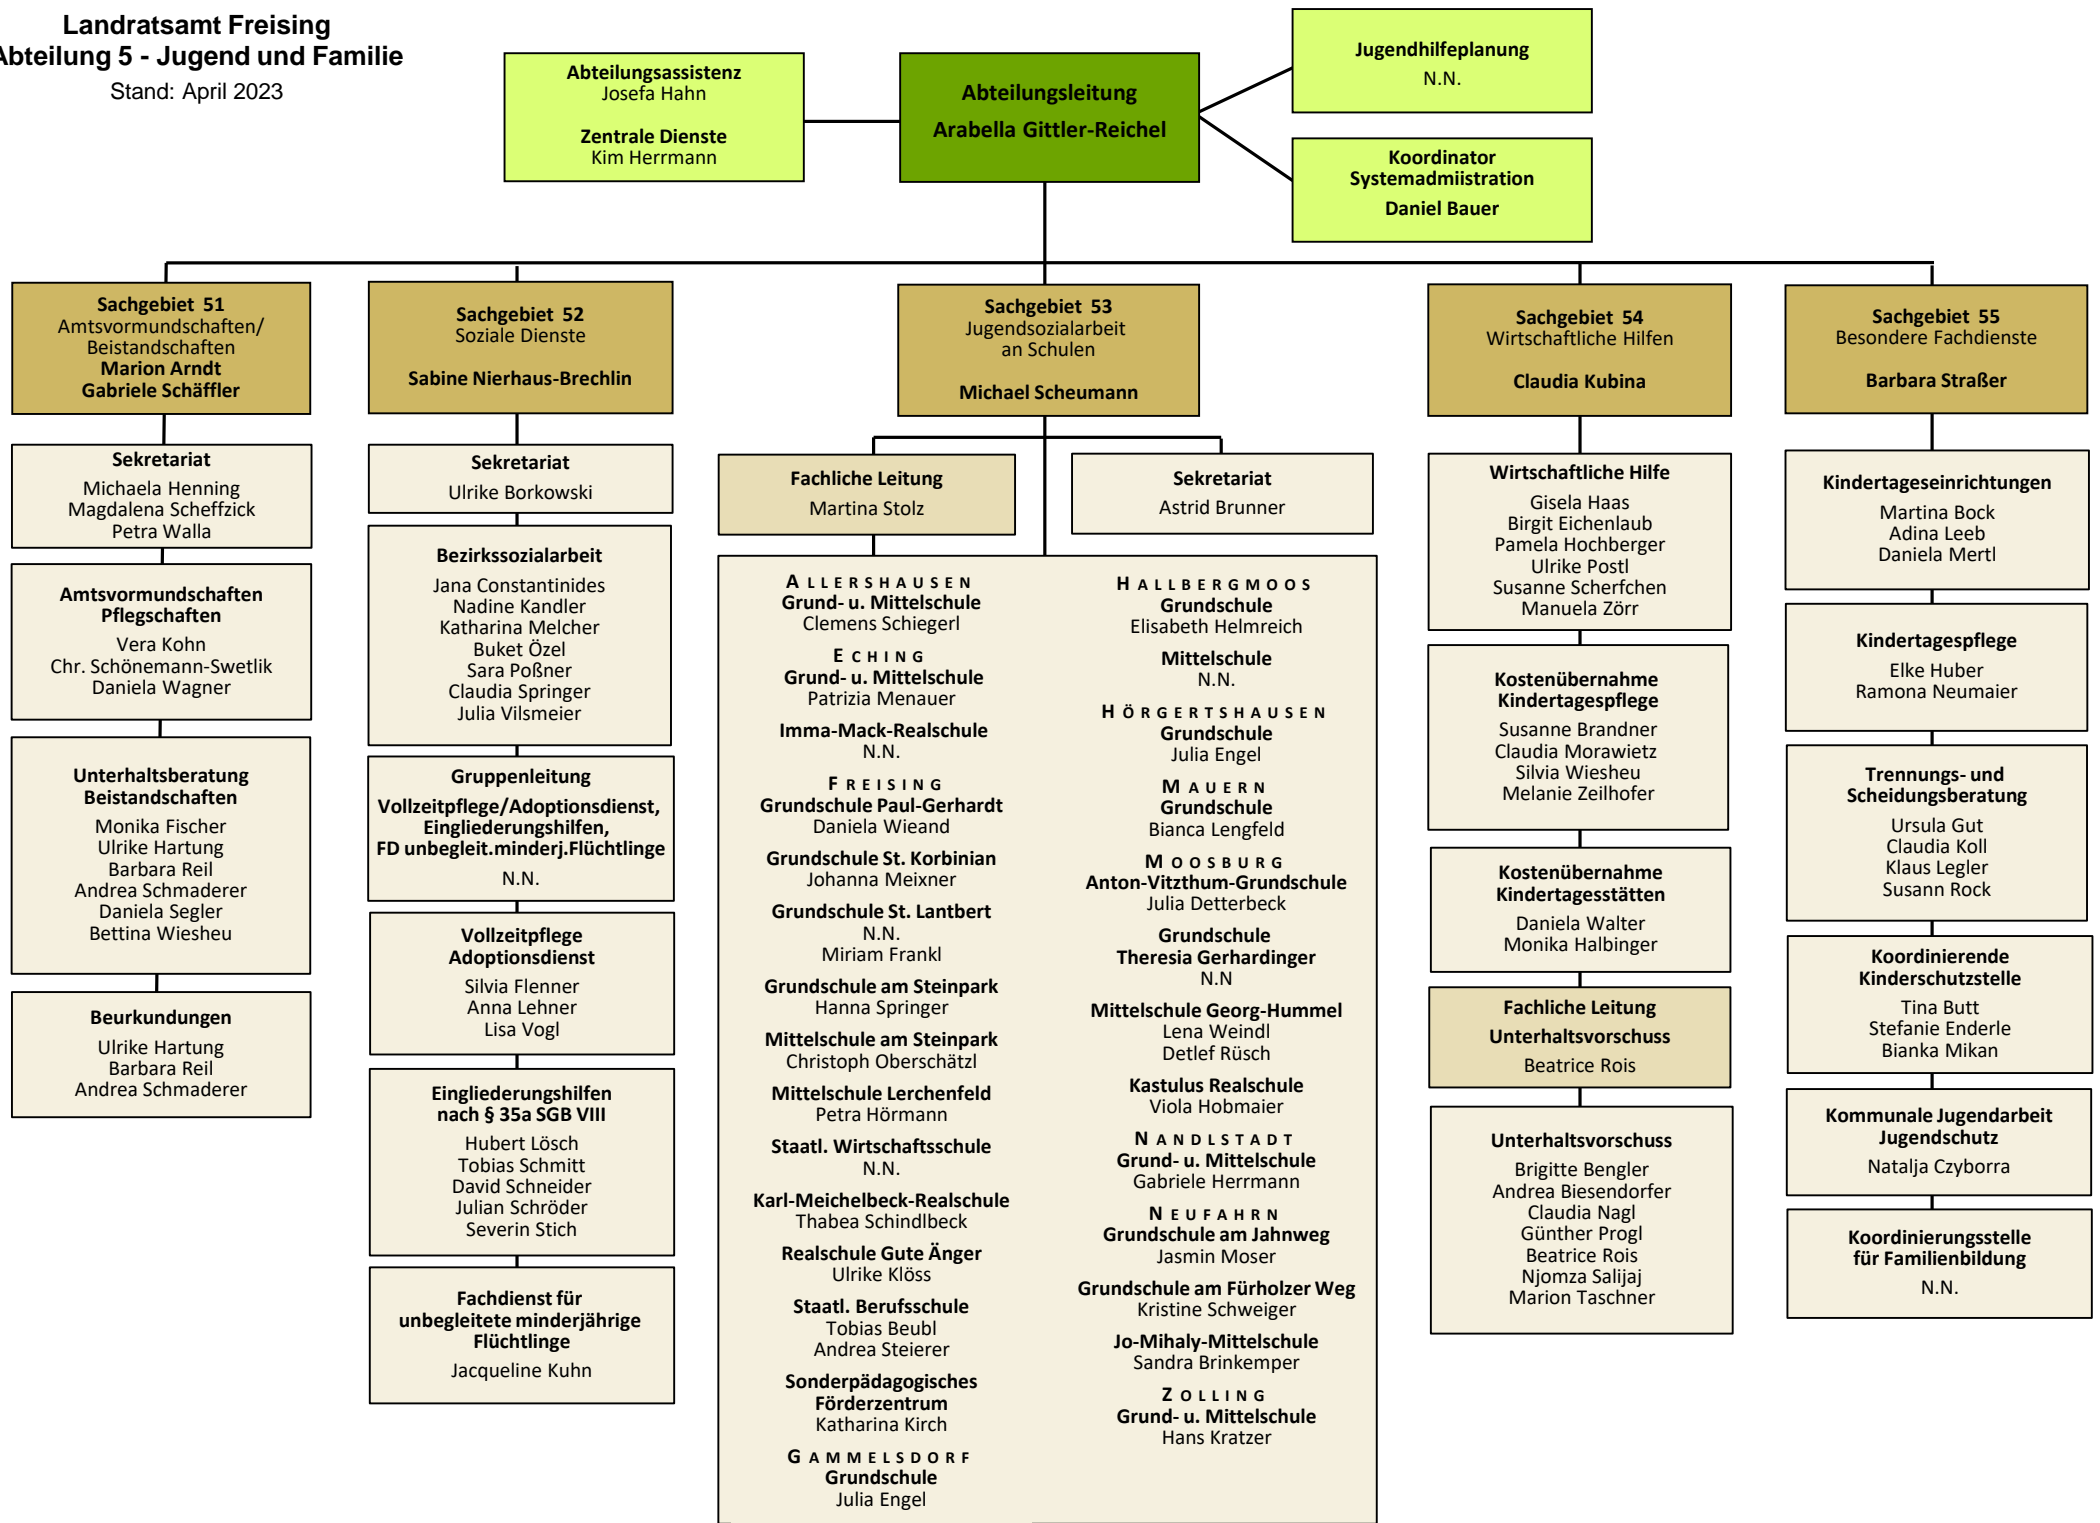 Landratsamt Freising
Abteilung 5 - Jugend und Familie
Stand: April 2023
Abteilungsassistenz
Josefa Hahn
Zentrale Dienste
Kim Herrmann
Abteilungsleitung
Arabella Gittler-Reichel
Jugendhilfeplanung
N.N.
Koordinator
Systemadmiistration
Daniel Bauer
Sachgebiet 51
Amtsvormundschaften/
Beistandschaften
Marion Arndt
Gabriele Schäffler
Sekretariat
Michaela Henning
Magdalena Scheffzick
Petra Walla
Amtsvormundschaften
Pflegschaften
Vera Kohn
Chr. Schönemann-Swetlik
Daniela Wagner
Unterhaltsberatung
Beistandschaften
Monika Fischer
Ulrike Hartung
Barbara Reil
Andrea Schmaderer
Daniela Segler
Bettina Wiesheu
Beurkundungen
Ulrike Hartung
Barbara Reil
Andrea Schmaderer
Sachgebiet 52
Soziale Dienste
Sabine Nierhaus-Brechlin
Sekretariat
Ulrike Borkowski
Bezirkssozialarbeit
Jana Constantinides
Nadine Kandler
Katharina Melcher
Buket Özel
Sara Poßner
Claudia Springer
Julia Vilsmeier
Gruppenleitung
Vollzeitpflege/Adoptionsdienst,
Eingliederungshilfen,
FD unbegleit.minderj.Flüchtlinge
N.N.
Vollzeitpflege
Adoptionsdienst
Silvia Flenner
Anna Lehner
Lisa Vogl
Eingliederungshilfen
nach § 35a SGB VIII
Hubert Lösch
Tobias Schmitt
David Schneider
Julian Schröder
Severin Stich
Fachdienst für
unbegleitete minderjährige
Flüchtlinge
Jacqueline Kuhn
Sachgebiet 53
Jugendsozialarbeit
an Schulen
Michael Scheumann
Fachliche Leitung
Martina Stolz
Sekretariat
Astrid Brunner
ALLERSHAUSEN
Grund- u. Mittelschule
Clemens Schiegerl
ECHING
Grund- u. Mittelschule
Patrizia Menauer
Imma-Mack-Realschule
N.N.
FREISING
Grundschule Paul-Gerhardt
Daniela Wieand
Grundschule St. Korbinian
Johanna Meixner
Grundschule St. Lantbert
N.N.
Miriam Frankl
Grundschule am Steinpark
Hanna Springer
Mittelschule am Steinpark
Christoph Oberschätzl
Mittelschule Lerchenfeld
Petra Hörmann
Staatl. Wirtschaftsschule
N.N.
Karl-Meichelbeck-Realschule
Thabea Schindlbeck
Realschule Gute Änger
Ulrike Klöss
Staatl. Berufsschule
Tobias Beubl
Andrea Steierer
Sonderpädagogisches
Förderzentrum
Katharina Kirch
GAMMELSDORF
Grundschule
Julia Engel
HALLBERGMOOS
Grundschule
Elisabeth Helmreich
Mittelschule
N.N.
HÖRGERTSHAUSEN
Grundschule
Julia Engel
MAUERN
Grundschule
Bianca Lengfeld
MOOSBURG
Anton-Vitzthum-Grundschule
Julia Detterbeck
Grundschule
Theresia Gerhardinger
N.N
Mittelschule Georg-Hummel
Lena Weindl
Detlef Rüsch
Kastulus Realschule
Viola Hobmaier
NANDLSTADT
Grund- u. Mittelschule
Gabriele Herrmann
NEUFAHRN
Grundschule am Jahnweg
Jasmin Moser
Grundschule am Fürholzer Weg
Kristine Schweiger
Jo-Mihaly-Mittelschule
Sandra Brinkemper
ZOLLING
Grund- u. Mittelschule
Hans Kratzer
Sachgebiet 54
Wirtschaftliche Hilfen
Claudia Kubina
Wirtschaftliche Hilfe
Gisela Haas
Birgit Eichenlaub
Pamela Hochberger
Ulrike Postl
Susanne Scherfchen
Manuela Zörr
Kostenübernahme
Kindertagespflege
Susanne Brandner
Claudia Morawietz
Silvia Wiesheu
Melanie Zeilhofer
Kostenübernahme
Kindertagesstätten
Daniela Walter
Monika Halbinger
Fachliche Leitung
Unterhaltsvorschuss
Beatrice Rois
Unterhaltsvorschuss
Brigitte Bengler
Andrea Biesendorfer
Claudia Nagl
Günther Progl
Beatrice Rois
Njomza Salijaj
Marion Taschner
Sachgebiet 55
Besondere Fachdienste
Barbara Straßer
Kindertageseinrichtungen
Martina Bock
Adina Leeb
Daniela Mertl
Kindertagespflege
Elke Huber
Ramona Neumaier
Trennungs- und
Scheidungsberatung
Ursula Gut
Claudia Koll
Klaus Legler
Susann Rock
Koordinierende
Kinderschutzstelle
Tina Butt
Stefanie Enderle
Bianka Mikan
Kommunale Jugendarbeit
Jugendschutz
Natalja Czyborra
Koordinierungsstelle
für Familienbildung
N.N.